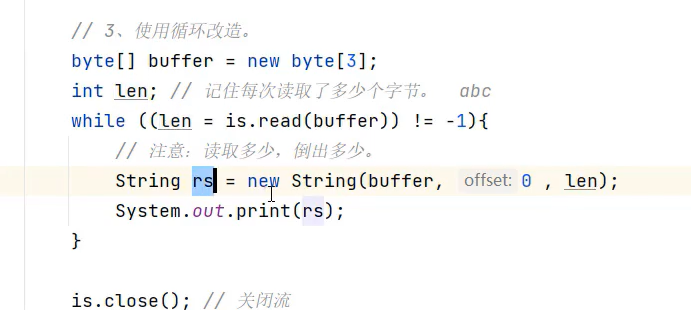 // 3、使用循环改造。
byte[] buffer = new byte[3];
int len; // 记住每次读取了多少个字节。  abc
while ((len = is.read(buffer)) != -1){
// 注意：读取多少，倒出多少。
String rs = new String(buffer, offset: 0 , len);
System.out.print(rs);
}
is.close(); // 关闭流